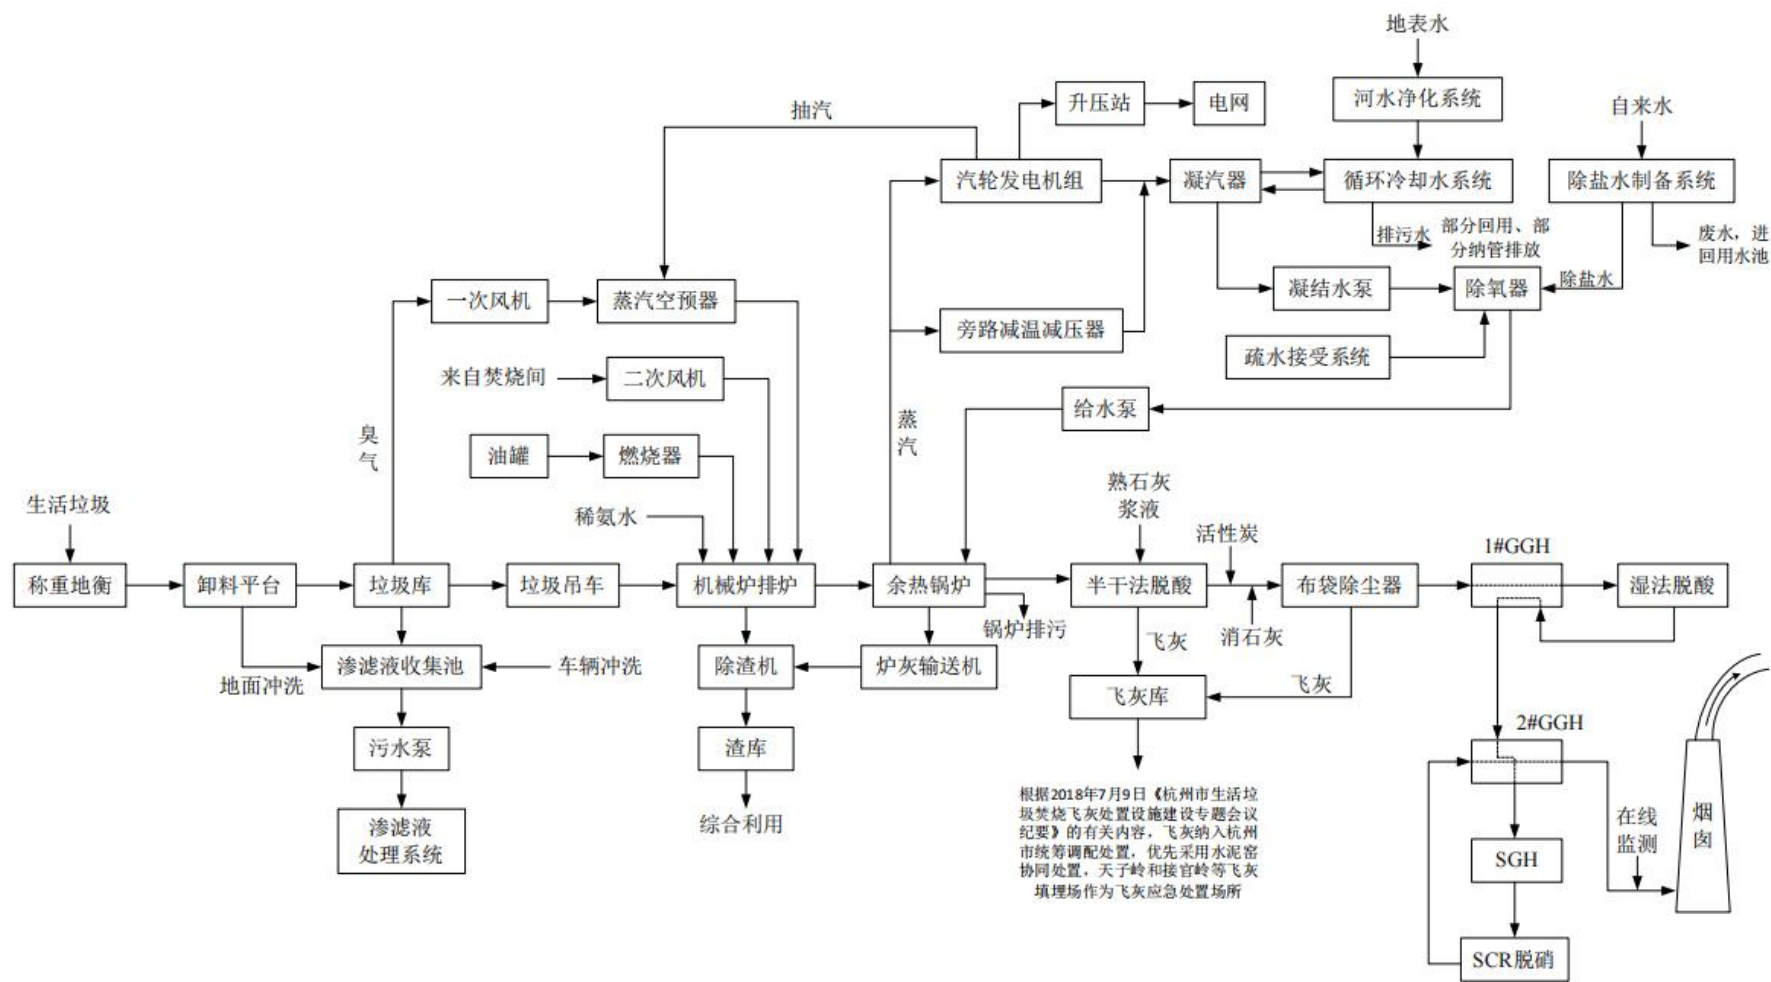 地表水
河水净化系统
自来水
抽汽
升压站
电网
汽轮发电机组
凝汽器
循环冷却水系统
除盐水制备系统
排污水
部分回用、部
分纳管排放
废水，进
回用水池
一次风机
蒸汽空预器
凝结水泵
除氧器
除盐水
旁路减温减压器
疏水接受系统
来自焚烧间
二次风机
给水泵
臭
气
蒸
汽
油罐
燃烧器
生活垃圾
稀氨水
熟石灰
浆液
活性炭
1#GGH
称重地衡
卸料平台
垃圾库
垃圾吊车
机械炉排炉
余热锅炉
半干法脱酸
布袋除尘器
湿法脱酸
锅炉排污
飞灰
消石灰
地面冲洗
渗滤液收集池
车辆冲洗
除渣机
炉灰输送机
飞灰库
飞灰
2#GGH
污水泵
渣库
根据2018年7月9日《杭州市生活垃
圾焚烧飞灰处置设施建设专题会议
纪要》的有关内容，飞灰纳入杭州
市统筹调配处置，优先采用水泥窑
协同处置，天子岭和接官岭等飞灰
填埋场作为飞灰应急处置场所
综合利用
渗滤液
处理系统
在线
监测
烟
囱
SGH
SCR脱硝